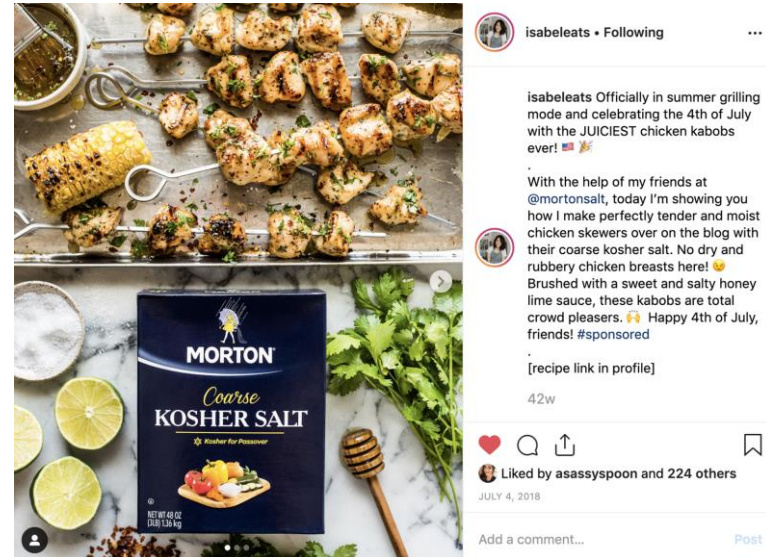 isabeleats • Following
isabeleats Officially in summer grilling
mode and celebrating the 4th of July
with the JUICIEST chicken kabobs
ever! 🇺🇸 🎉
.
With the help of my friends at
@mortonsalt, today I'm showing you
how I make perfectly tender and moist
chicken skewers over on the blog with
their coarse kosher salt. No dry and
rubbery chicken breasts here! 😉
Brushed with a sweet and salty honey
lime sauce, these kabobs are total
crowd pleasers. 🙌 Happy 4th of July,
friends! #sponsored
.
[recipe link in profile]
42w
Liked by asassyspoon and 224 others
JULY 4, 2018
Add a comment... Post
MORTON
Coarse
KOSHER SALT
Kosher for Passover
NET WT 48 OZ
(3LB) 1.36 kg